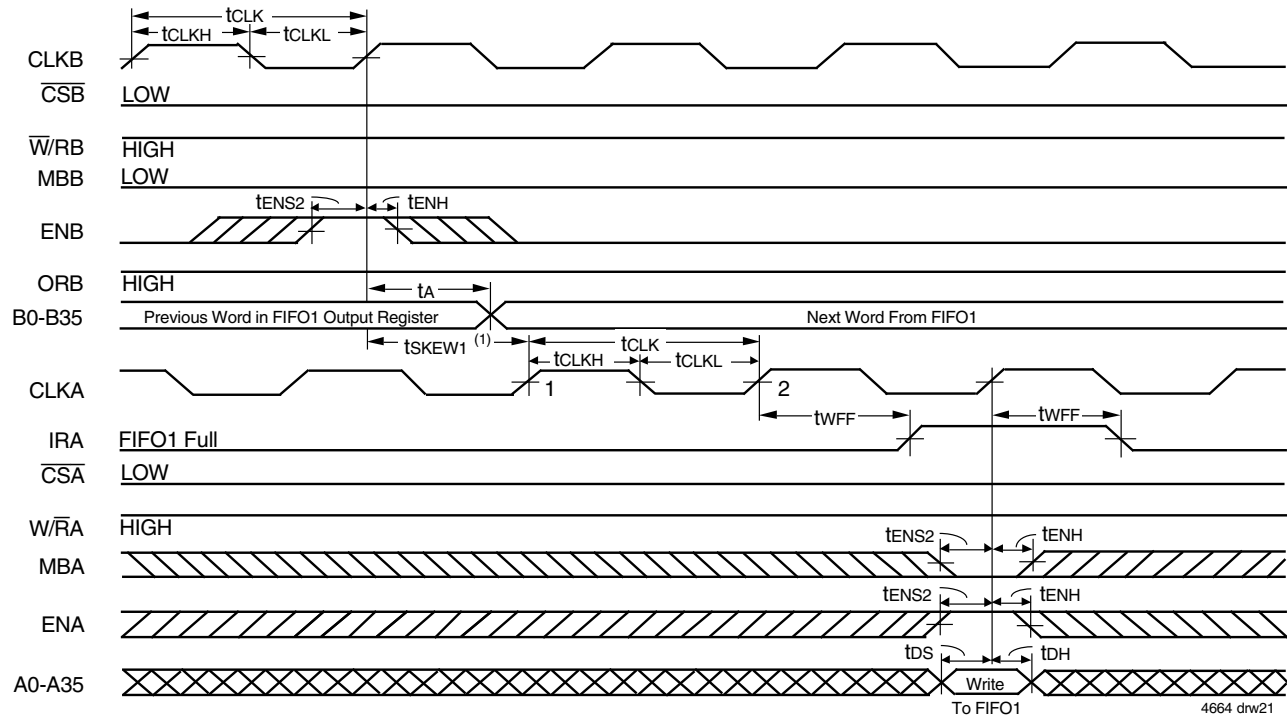 tCLK
tCLKH tCLKL
CLKB
CSB LOW
W/RB HIGH
MBB LOW
tENS2 tENH
ENB
ORB HIGH
tA
B0-B35 Previous Word in FIFO1 Output Register Next Word From FIFO1
tSKEW1 (1) tCLK
tCLKH tCLKL
CLKA 1 2
tWFF tWFF
IRA FIFO1 Full
CSA LOW
W/RA HIGH
tENS2 tENH
MBA
tENS2 tENH
ENA
tDS tDH
A0-A35 Write
To FIFO1 4664 drw21